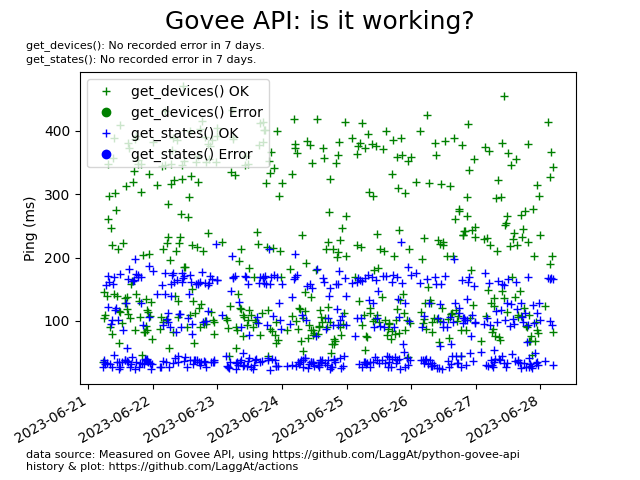 Govee API: is it working?
get_devices(): No recorded error in 7 days.
get_states(): No recorded error in 7 days.
get_devices() OK
get_devices() Error
get_states() OK
get_states() Error
Ping (ms)
400
300
200
100
2023-06-21
2023-06-22
2023-06-23
2023-06-24
2023-06-25
2023-06-26
2023-06-27
2023-06-28
data source: Measured on Govee API, using https://github.com/LaggAt/python-govee-api
history & plot: https://github.com/LaggAt/actions